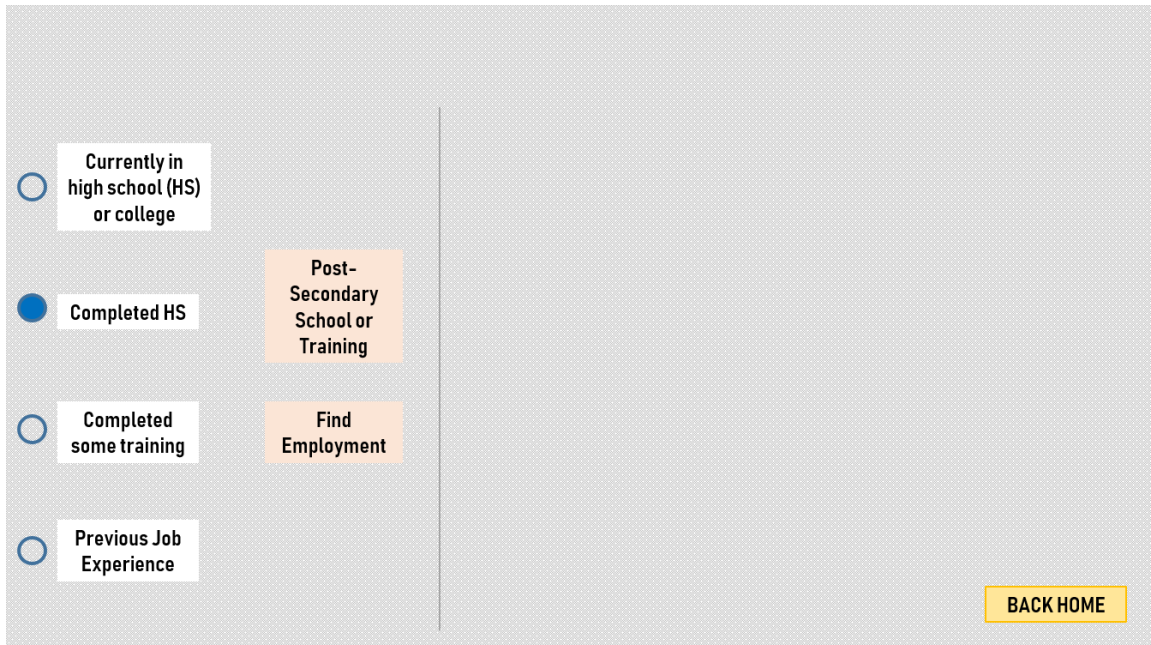 Currently in
high school (HS)
or college
Completed HS
Completed
some training
Previous Job
Experience
Post-
Secondary
School or
Training
Find
Employment
BACK HOME